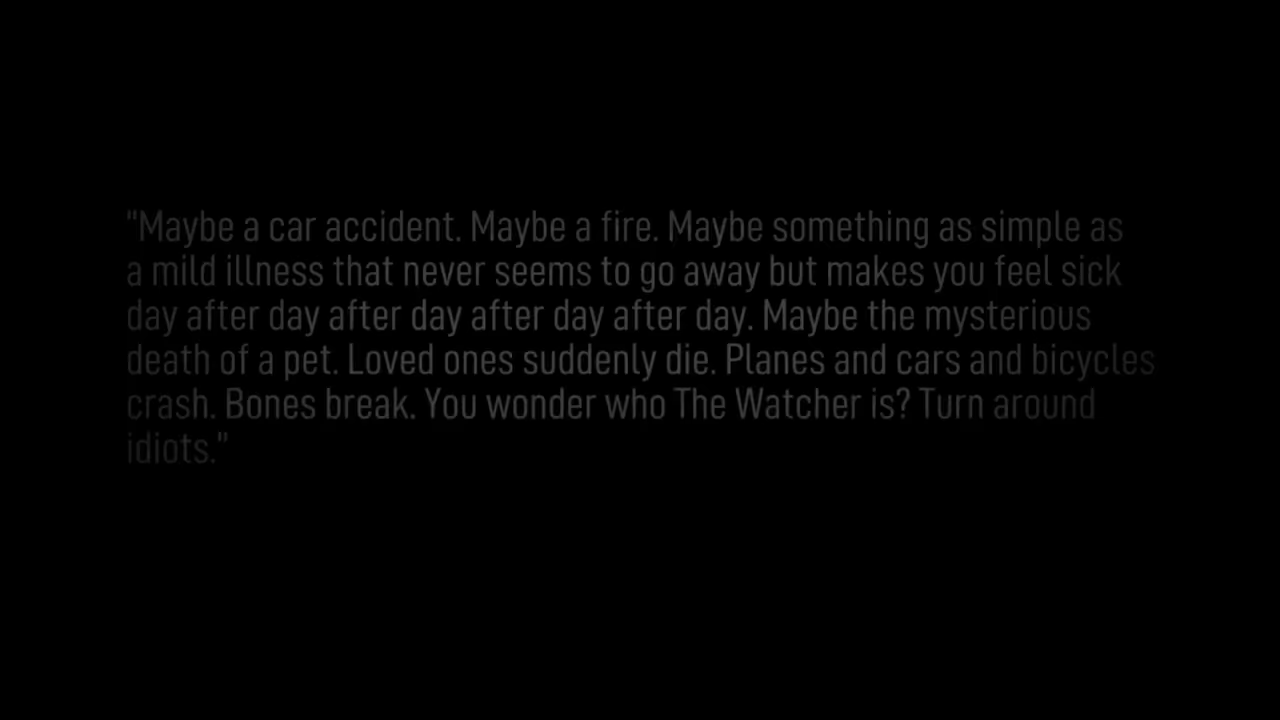 "Maybe a car accident. Maybe a fire. Maybe something as simple as
a mild illness that never seems to go away but makes you feel sick
day after day after day after day after day. Maybe the mysterious
death of a pet. Loved ones suddenly die. Planes and cars and bicycles
crash. Bones break. You wonder who The Watcher is? Turn around
idiots."